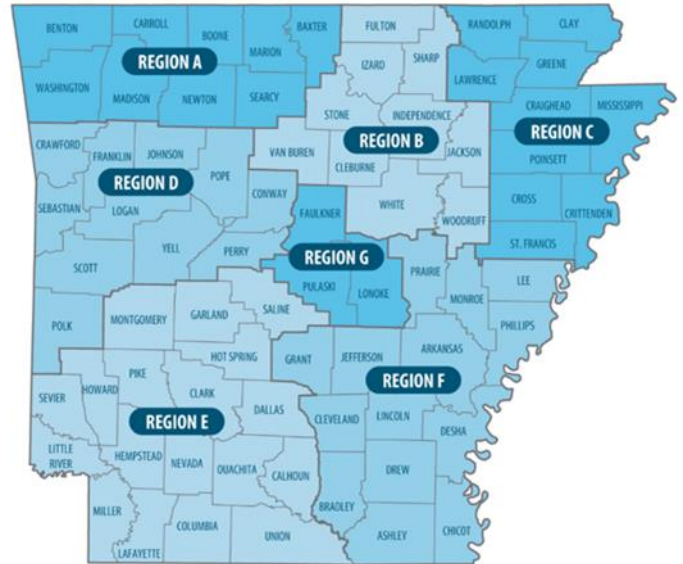 BENTON
CARROLL
BOONE
MARION
BAXTER
FULTON
RANDOLPH
CLAY
IZARD
SHARP
REGION A
WASHINGTON
MADISON
NEWTON
SEARCY
LAWRENCE
GREENE
STONE
INDEPENDENCE
CRAIGHEAD
MISSISSIPPI
REGION B
REGION C
CRAWFORD
FRANKLIN
JOHNSON
VAN BUREN
CLEBURNE
JACKSON
POINSETT
REGION D
POPE
CONWAY
SEBASTIAN
LOGAN
FAULKNER
WHITE
WOODRUFF
CROSS
CRITTENDEN
SCOTT
YELL
PERRY
REGION G
ST. FRANCIS
PULASKI
LONOKE
PRAIRIE
MONROE
LEE
POLK
MONTGOMERY
GARLAND
SALINE
PHILLIPS
HOT SPRING
GRANT
JEFFERSON
ARKANSAS
PIKE
REGION F
SEVIER
HOWARD
CLARK
DALLAS
CLEVELAND
LINCOLN
DESHA
REGION E
LITTLE
RIVER
HEMPSTEAD
NEVADA
OUACHITA
CALHOUN
DREW
MILLER
BRADLEY
COLUMBIA
UNION
ASHLEY
CHICOT
LAFAYETTE